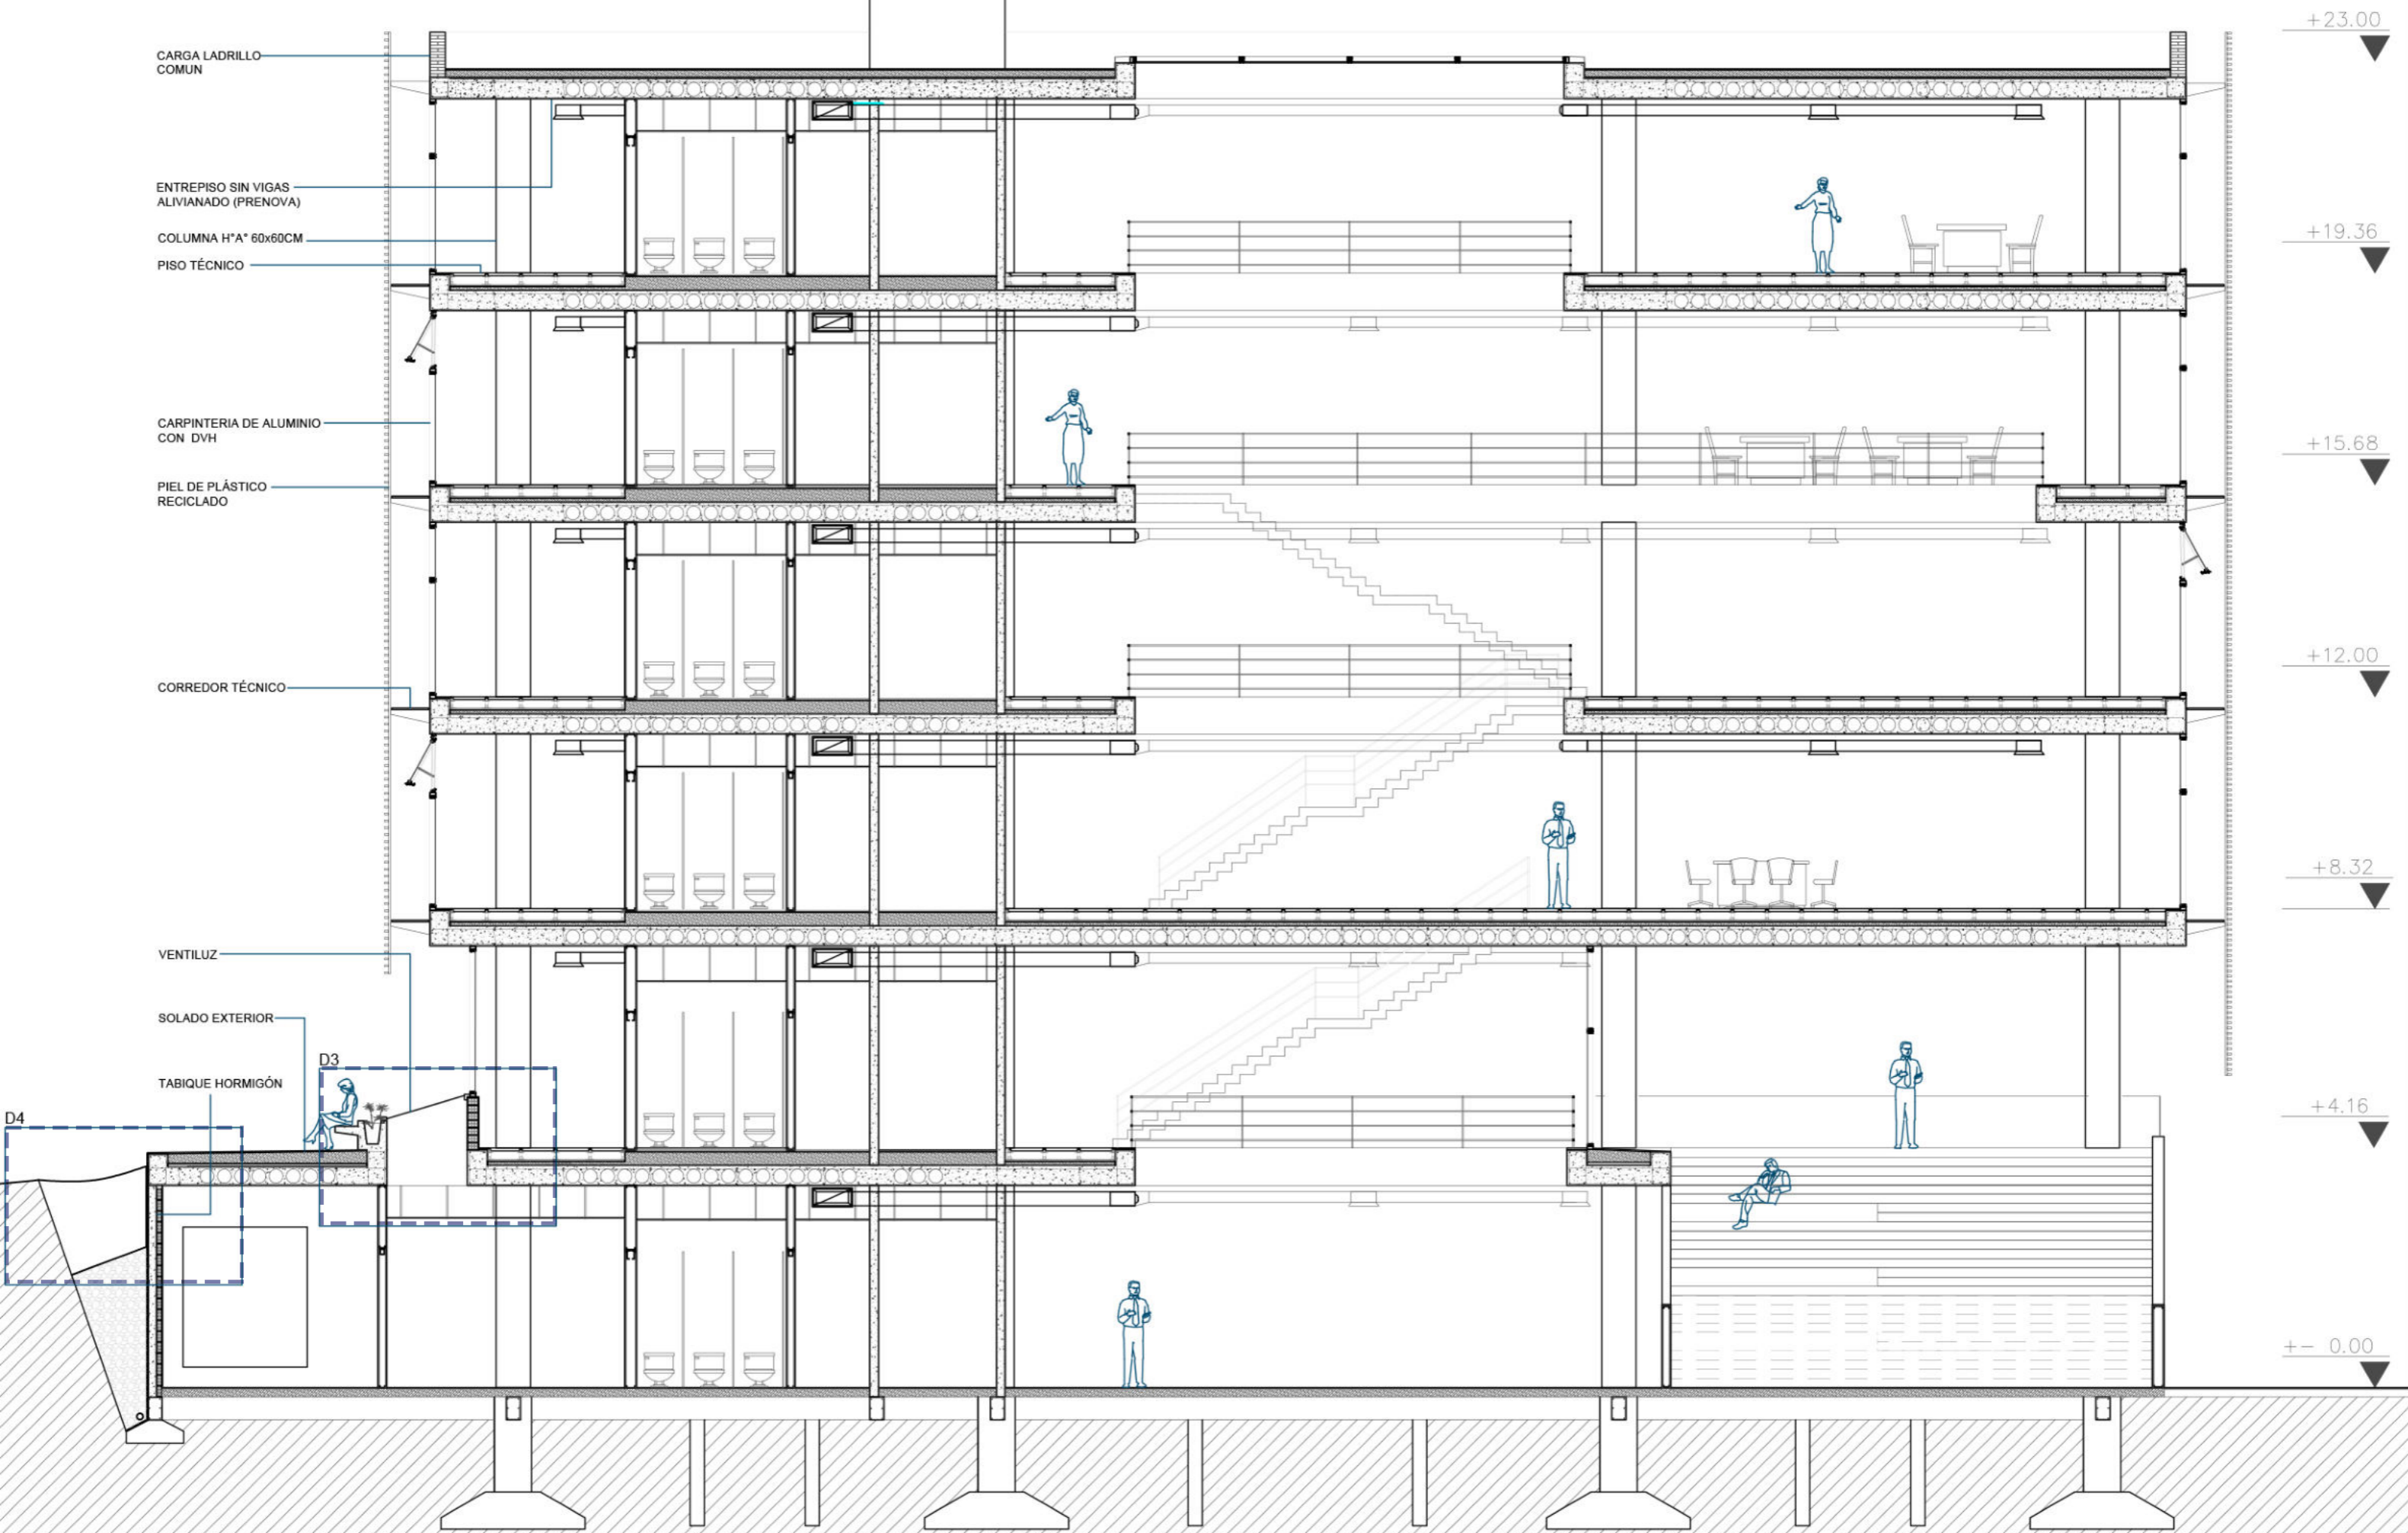 CARGA LADRILLO
COMUN
ENTREPISO SIN VIGAS
ALIVIANADO (PRENOVA)
COLUMNA H°A° 60x60CM
PISO TÉCNICO
CARPINTERIA DE ALUMINIO
CON DVH
PIEL DE PLÁSTICO
RECICLADO
CORREDOR TÉCNICO
VENTILUZ
SOLADO EXTERIOR
D3
TABIQUE HORMIGÓN
D4
+23.00
+19.36
+15.68
+12.00
+8.32
+4.16
+- 0.00